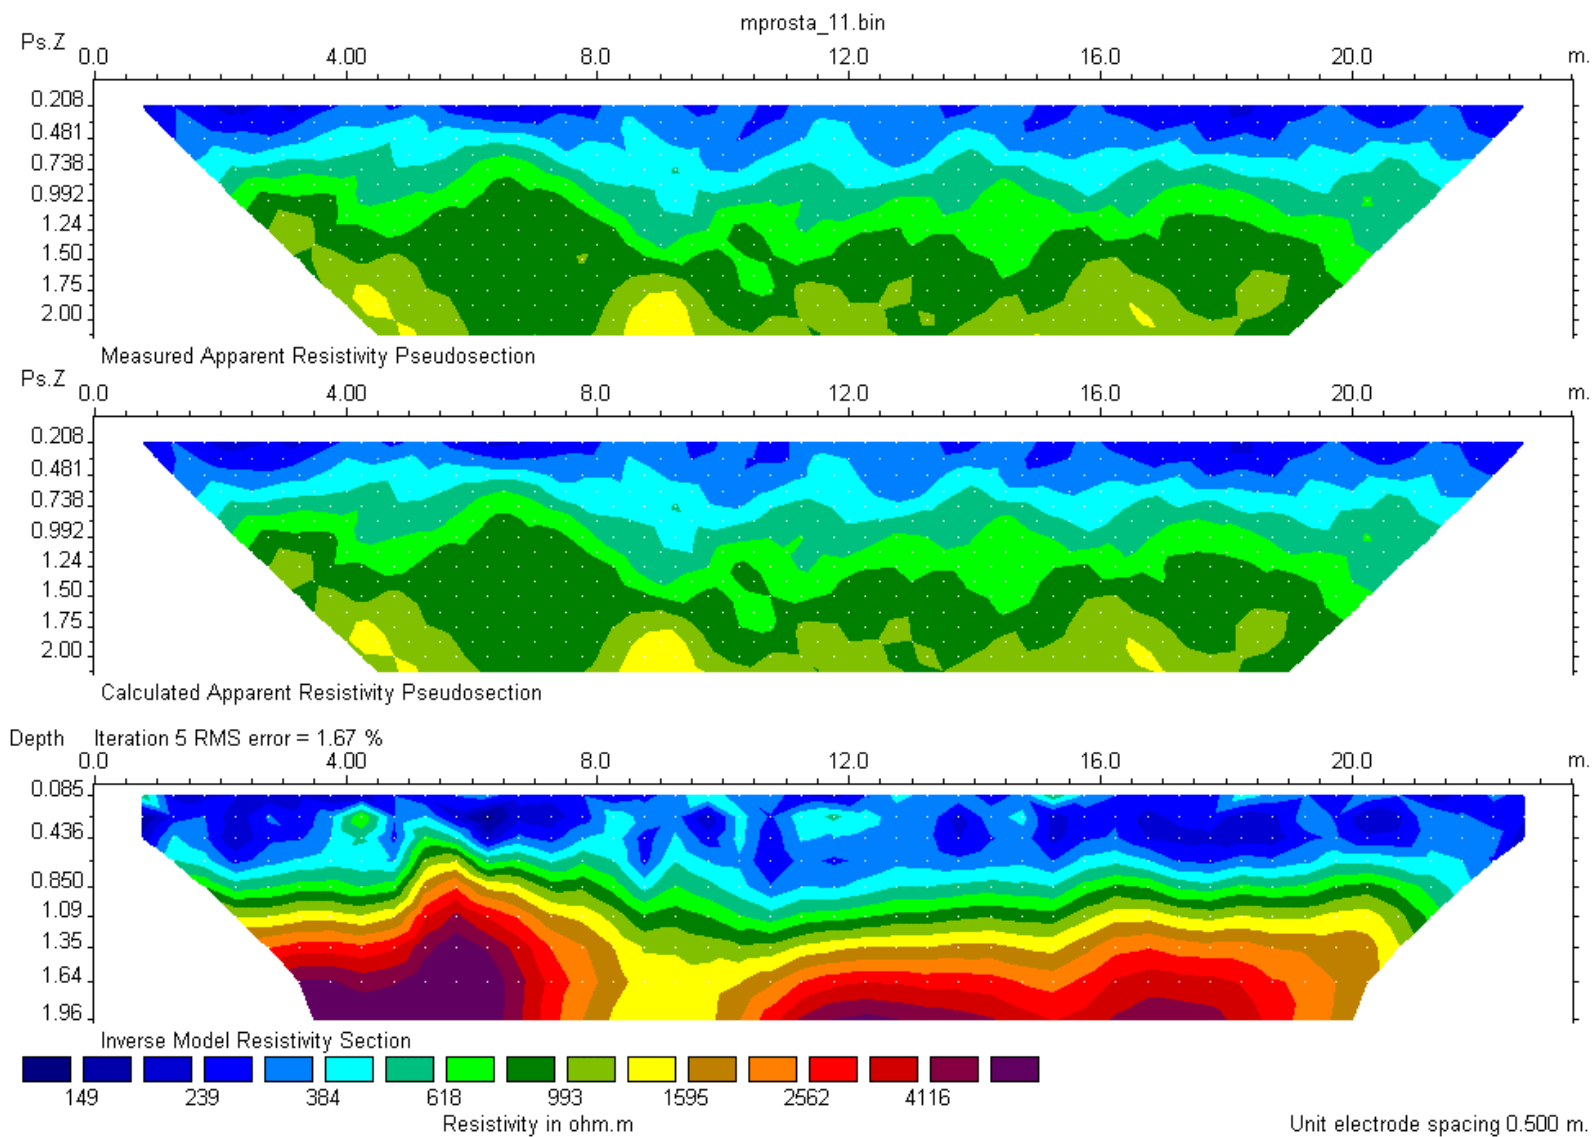 mprosta_11.bin
Ps.Z
0.0 4.00 8.0 12.0 16.0 20.0 m.
0.208
0.481
0.738
0.992
1.24
1.50
1.75
2.00
Measured Apparent Resistivity Pseudosection
Ps.Z
0.0 4.00 8.0 12.0 16.0 20.0 m.
0.208
0.481
0.738
0.992
1.24
1.50
1.75
2.00
Calculated Apparent Resistivity Pseudosection
Depth Iteration 5 RMS error = 1.67 %
0.0 4.00 8.0 12.0 16.0 20.0 m.
0.085
0.436
0.850
1.09
1.35
1.64
1.96
Inverse Model Resistivity Section
149 239 384 618 993 1595 2562 4116
Resistivity in ohm.m Unit electrode spacing 0.500 m.